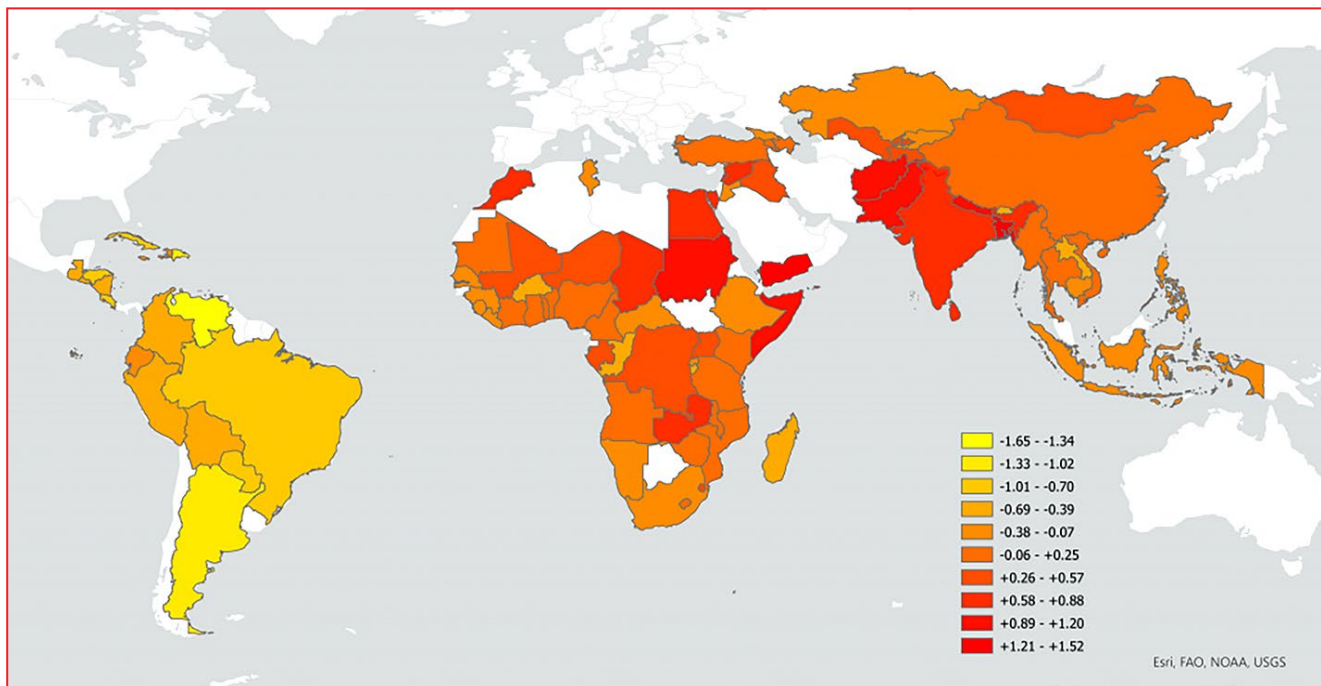 -1.65 - -1.34
-1.33 - -1.02
-1.01 - -0.70
-0.69 - -0.39
-0.38 - -0.07
-0.06 - +0.25
+0.26 - +0.57
+0.58 - +0.88
+0.89 - +1.20
+1.21 - +1.52
Esri, FAO, NOAA, USGS